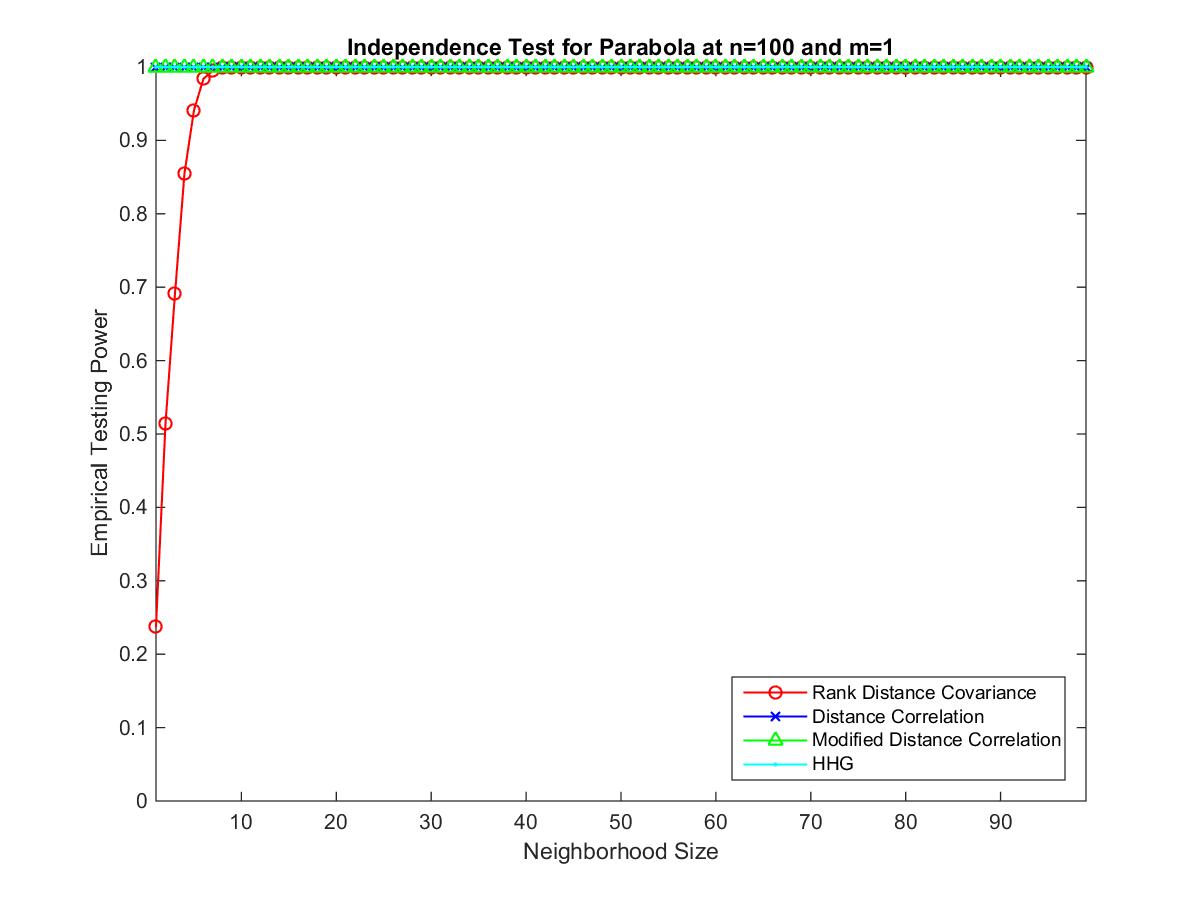 Independence Test for Parabola at n=100 and m=1
1
0.9
0.8
0.7
0.6
0.5
0.4
0.3
0.2
0.1
0
Empirical Testing Power
Rank Distance Covariance
Distance Correlation
Modified Distance Correlation
HHG
10 20 30 40 50 60 70 80 90
Neighborhood Size